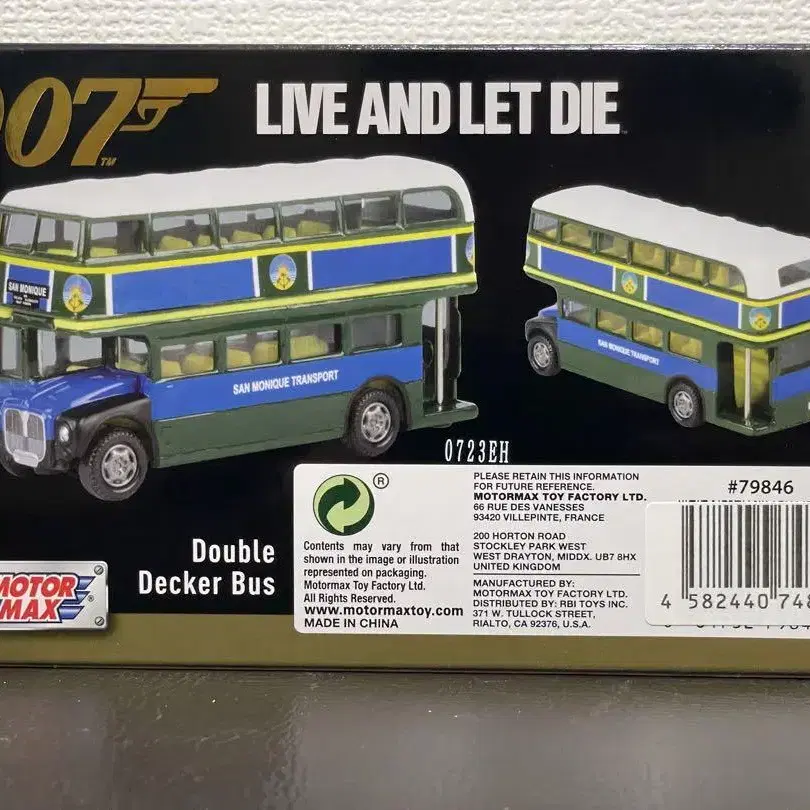 007
TM
LIVE AND LET DIE
TM
SAN MONIQUE
SAN MONIQUE TRANSPORT
SAN MONIQUE TRANSPORT
0723EH
Double
Decker Bus
MOTOR
MAX
®
®
Contents may vary from that
shown in the image or illustration
represented on packaging.
Motormax Toy Factory Ltd.
All Rights Reserved.
www.motormaxtoy.com
MADE IN CHINA
PLEASE RETAIN THIS INFORMATION
FOR FUTURE REFERENCE.
MOTORMAX TOY FACTORY LTD.
66 RUE DES VANESSES
93420 VILLEPINTE, FRANCE
200 HORTON ROAD
STOCKLEY PARK WEST
WEST DRAYTON, MIDDX. UB7 8HX
UNITED KINGDOM
MANUFACTURED BY:
MOTORMAX TOY FACTORY LTD.
DISTRIBUTED BY: RBI TOYS INC.
371 W. TULLOCK STREET,
RIALTO, CA 92376, U.S.A.
#79846
4 582440 748